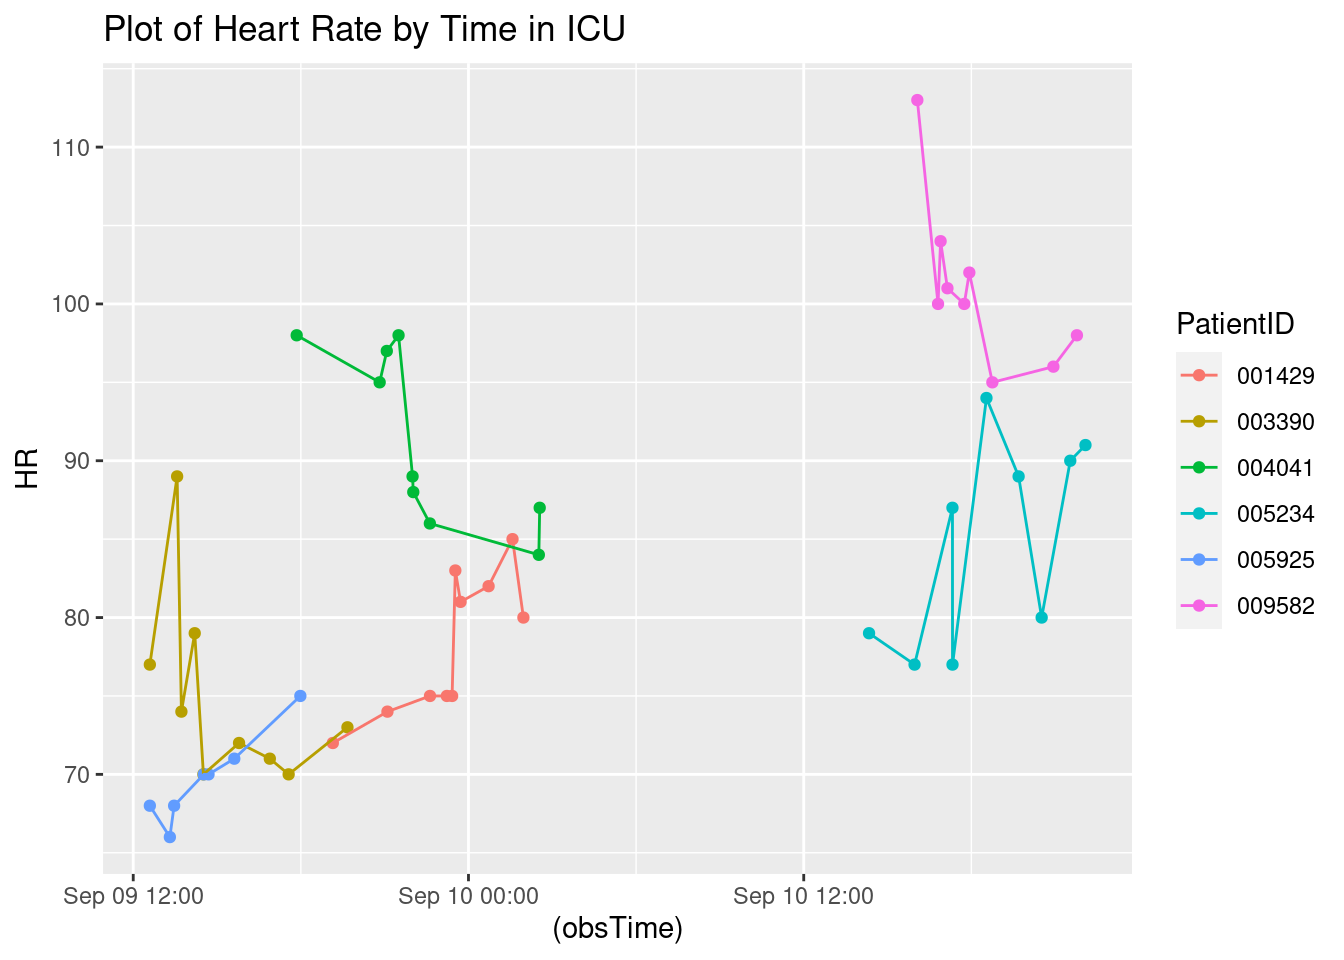 Plot of Heart Rate by Time in ICU
110
100
90
80
70
HR
Sep 09 12:00
Sep 10 00:00
Sep 10 12:00
(obsTime)
PatientID
001429
003390
004041
005234
005925
009582